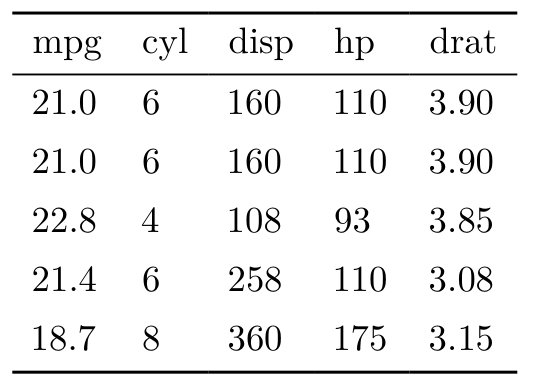 mpg cyl disp hp drat
21.0 6 160 110 3.90
21.0 6 160 110 3.90
22.8 4 108 93 3.85
21.4 6 258 110 3.08
18.7 8 360 175 3.15